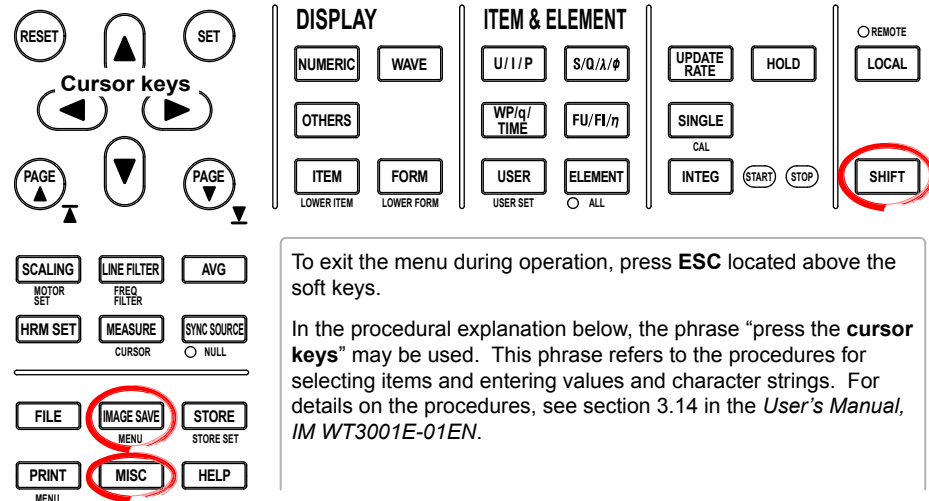 RESET
SET
Cursor keys
PAGE
PAGE
DISPLAY
NUMERIC
WAVE
OTHERS
ITEM
FORM
LOWER ITEM
LOWER FORM
ITEM & ELEMENT
U / I / P
S/Q/λ/ø
WP/q/
TIME
FU/FI/η
USER
ELEMENT
USER SET
ALL
UPDATE
RATE
HOLD
SINGLE
CAL
INTEG
START
STOP
REMOTE
LOCAL
SHIFT
SCALING
LINE FILTER
AVG
MOTOR
SET
FREQ
FILTER
HRM SET
MEASURE
SYNC SOURCE
CURSOR
NULL
FILE
IMAGE SAVE
STORE
MENU
STORE SET
PRINT
MISC
HELP
MENU
To exit the menu during operation, press ESC located above the
soft keys.
In the procedural explanation below, the phrase “press the cursor
keys” may be used. This phrase refers to the procedures for
selecting items and entering values and character strings. For
details on the procedures, see section 3.14 in the User’s Manual,
IM WT3001E-01EN.